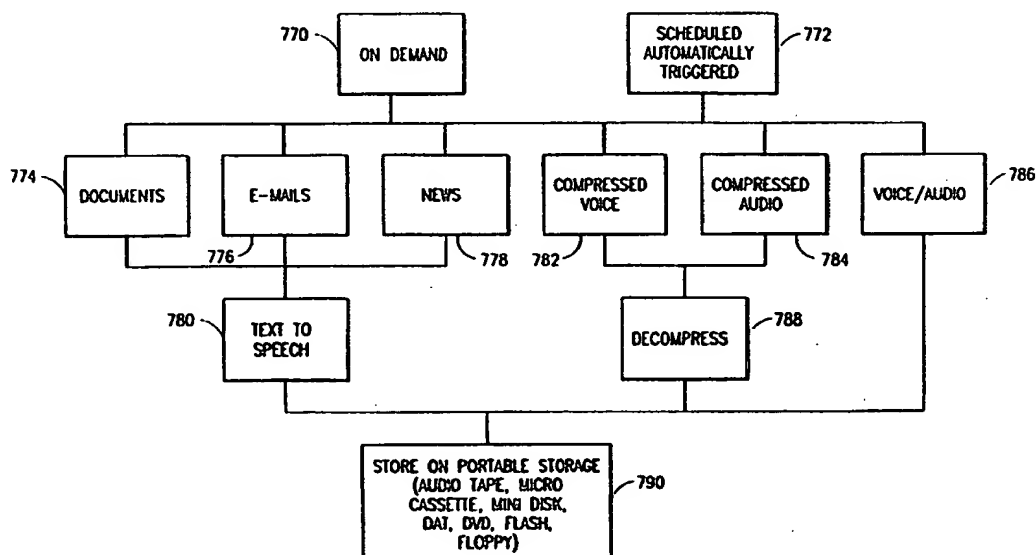 770
ON DEMAND
SCHEDULED
AUTOMATICALLY
TRIGGERED
772
774
DOCUMENTS
E-MAILS
776
NEWS
778
COMPRESSED
VOICE
782
COMPRESSED
AUDIO
784
VOICE/AUDIO
786
780
TEXT TO
SPEECH
DECOMPRESS
788
STORE ON PORTABLE STORAGE
(AUDIO TAPE, MICRO
CASSETTE, MINI DISK,
DAT, DVD, FLASH,
FLOPPY)
790